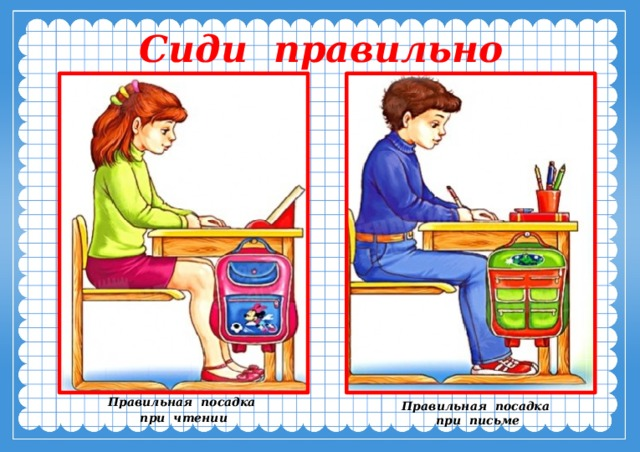 Сиди правильно
Правильная посадка
при чтении
Правильная посадка
при письме